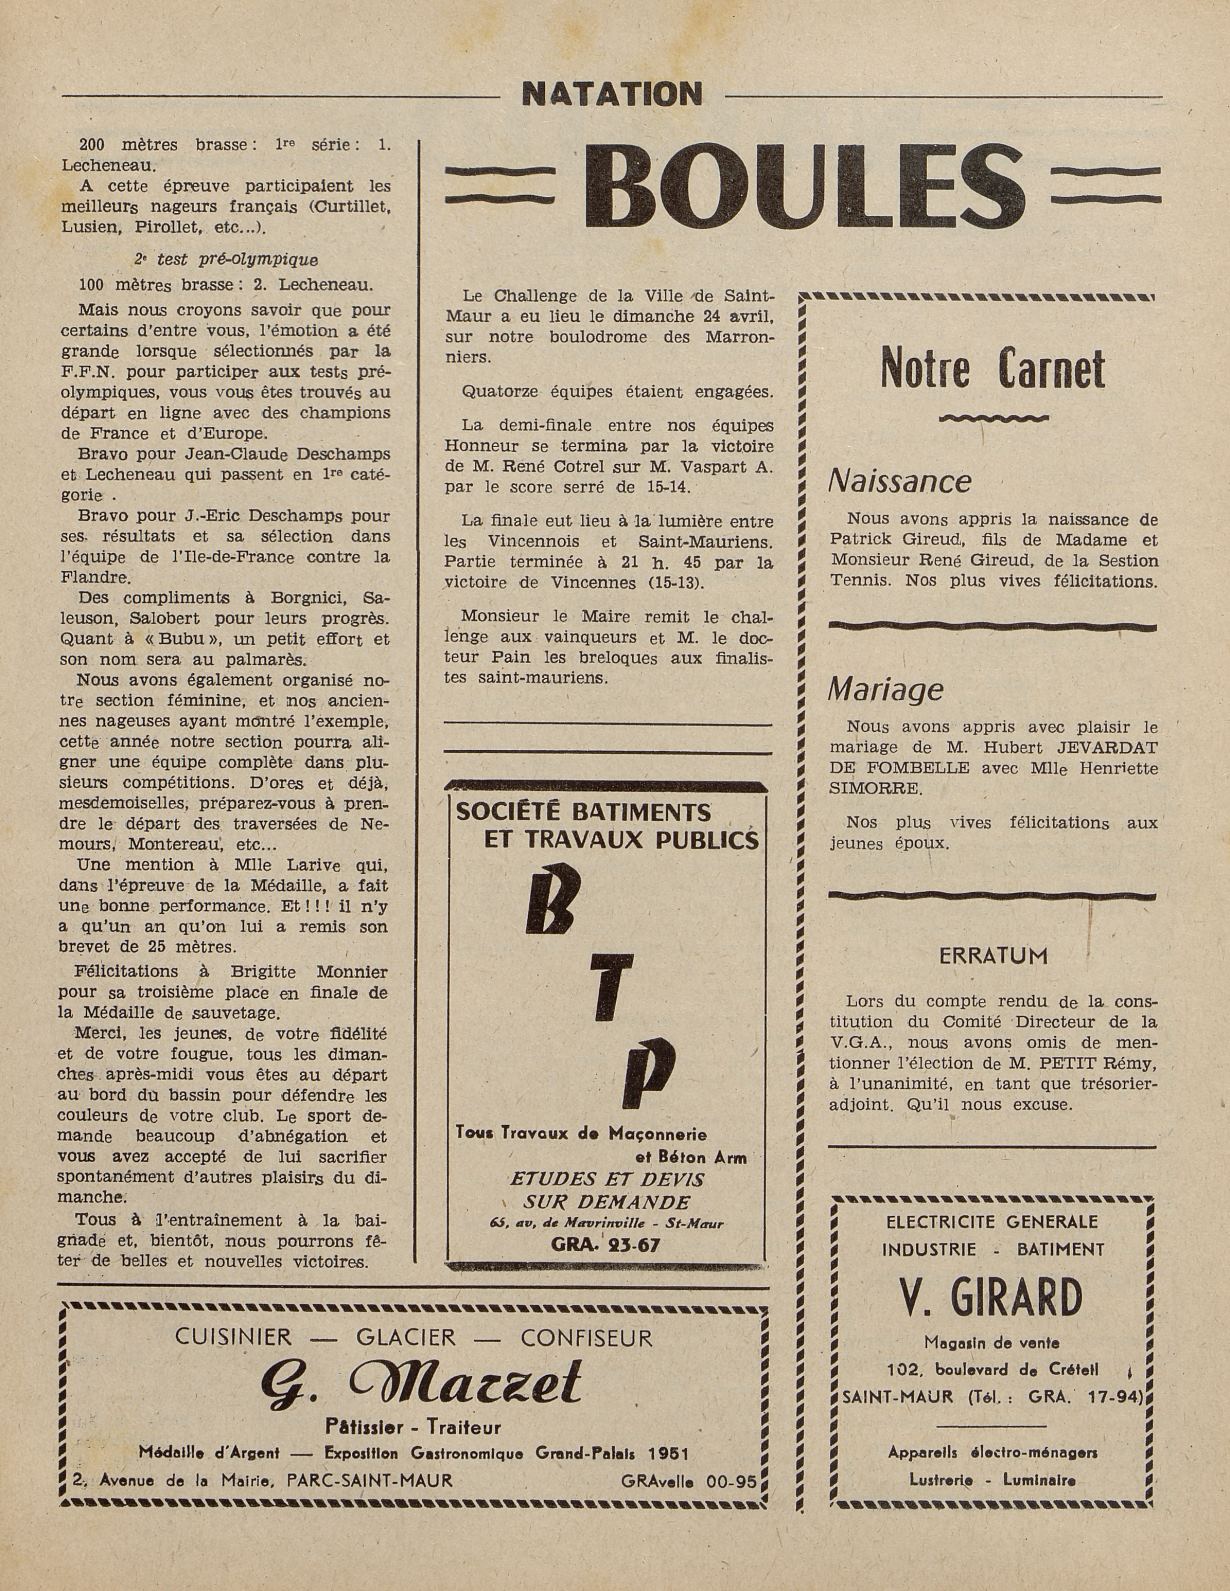 NATATION
200 mètres brasse : 1re série : 1.
Lecheneau.
A cette épreuve participaient les
meilleurs nageurs français (Curtillet,
Lusien, Pirollet, etc...).
2e test pré-olympique
100 mètres brasse : 2. Lecheneau.
Mais nous croyons savoir que pour
certains d'entre vous, l'émotion a été
grande lorsque sélectionnés par la
F.F.N. pour participer aux tests pré-
olympiques, vous vous êtes trouvés au
départ en ligne avec des champions
de France et d'Europe.
Bravo pour Jean-Claude Deschamps
et Lecheneau qui passent en 1re caté-
gorie .
Bravo pour J.-Eric Deschamps pour
ses résultats et sa sélection dans
l'équipe de l'Ile-de-France contre la
Flandre.
Des compliments à Borgnici, Sa-
leuson, Salobert pour leurs progrès.
Quant à « Bubu », un petit effort et
son nom sera au palmarès.
Nous avons également organisé no-
tre section féminine, et nos ancien-
nes nageuses ayant montré l'exemple,
cette année notre section pourra ali-
gner une équipe complète dans plu-
sieurs compétitions. D'ores et déjà,
mesdemoiselles, préparez-vous à pren-
dre le départ des traversées de Ne-
mours, Montereau, etc...
Une mention à Mlle Larive qui,
dans l'épreuve de la Médaille, a fait
une bonne performance. Et ! ! ! il n'y
a qu'un an qu'on lui a remis son
brevet de 25 mètres.
Félicitations à Brigitte Monnier
pour sa troisième place en finale de
la Médaille de sauvetage.
Merci, les jeunes, de votre fidélité
et de votre fougue, tous les diman-
ches après-midi vous êtes au départ
au bord du bassin pour défendre les
couleurs de votre club. Le sport de-
mande beaucoup d'abnégation et
vous avez accepté de lui sacrifier
spontanément d'autres plaisirs du di-
manche.
Tous à l'entraînement à la bai-
gnade et, bientôt, nous pourrons fê-
ter de belles et nouvelles victoires.
BOULES
Le Challenge de la Ville de Saint-
Maur a eu lieu le dimanche 24 avril,
sur notre boulodrome des Marron-
niers.
Quatorze équipes étaient engagées.
La demi-finale entre nos équipes
Honneur se termina par la victoire
de M. René Cotrel sur M. Vaspart A.
par le score serré de 15-14.
La finale eut lieu à la lumière entre
les Vincennois et Saint-Mauriens.
Partie terminée à 21 h. 45 par la
victoire de Vincennes (15-13).
Monsieur le Maire remit le chal-
lenge aux vainqueurs et M. le doc-
teur Pain les breloques aux finalis-
tes saint-mauriens.
SOCIÉTÉ BATIMENTS
ET TRAVAUX PUBLICS
B
T
P
Tous Travaux de Maçonnerie
et Béton Arm
ETUDES ET DEVIS
SUR DEMANDE
65, av, de Mavrinville - St-Maur
GRA. 23-67
Notre Carnet
Naissance
Nous avons appris la naissance de
Patrick Gireud, fils de Madame et
Monsieur René Gireud, de la Sestion
Tennis. Nos plus vives félicitations.
Mariage
Nous avons appris avec plaisir le
mariage de M. Hubert JEVARDAT
DE FOMBELLE avec Mlle Henriette
SIMORRE.
Nos plus vives félicitations aux
jeunes époux.
ERRATUM
Lors du compte rendu de la cons-
titution du Comité Directeur de la
V.G.A., nous avons omis de men-
tionner l'élection de M. PETIT Rémy,
à l'unanimité, en tant que trésorier-
adjoint. Qu'il nous excuse.
ELECTRICITE GENERALE
INDUSTRIE - BATIMENT
V. GIRARD
Magasin de vente
102, boulevard de Créteil
SAINT-MAUR (Tél. : GRA. 17-94)
Appareils électro-ménagers
Lustrerie - Luminaire
CUISINIER — GLACIER — CONFISEUR
G. Marzet
Pâtissier - Traiteur
Médaille d'Argent — Exposition Gastronomique Grand-Palais 1951
2, Avenue de la Mairie, PARC-SAINT-MAUR GRAvelle 00-95